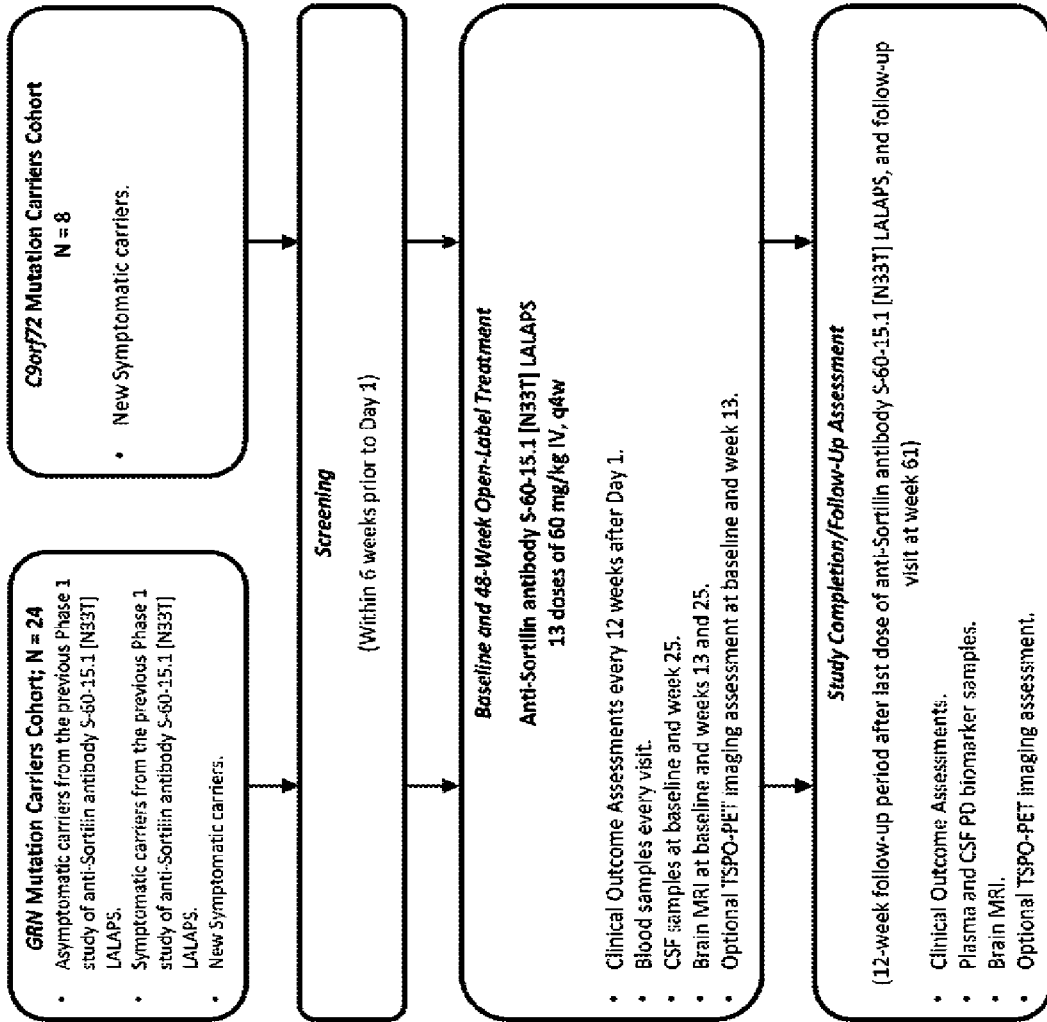 GRN Mutation Carriers Cohort; N = 24
• Asymptomatic carriers from the previous Phase 1
study of anti-Sortilin antibody S-60-15.1 [N33T]
LALAPS.
• Symptomatic carriers from the previous Phase 1
study of anti-Sortilin antibody S-60-15.1 [N33T]
LALAPS.
• New Symptomatic carriers.
C9orf72 Mutation Carriers Cohort
N = 8
• New Symptomatic carriers.
Screening
(Within 6 weeks prior to Day 1)
Baseline and 48-Week Open-Label Treatment
Anti-Sortilin antibody S-60-15.1 [N33T] LALAPS
13 doses of 60 mg/kg IV, q4w
• Clinical Outcome Assessments every 12 weeks after Day 1.
• Blood samples every visit.
• CSF samples at baseline and week 25.
• Brain MRI at baseline and weeks 13 and 25.
• Optional TSPO-PET imaging assessment at baseline and week 13.
Study Completion/Follow-Up Assessment
(12-week follow-up period after last dose of anti-Sortilin antibody S-60-15.1 [N33T] LALAPS, and follow-up
visit at week 61)
• Clinical Outcome Assessments.
• Plasma and CSF PD biomarker samples.
• Brain MRI.
• Optional TSPO-PET imaging assessment.